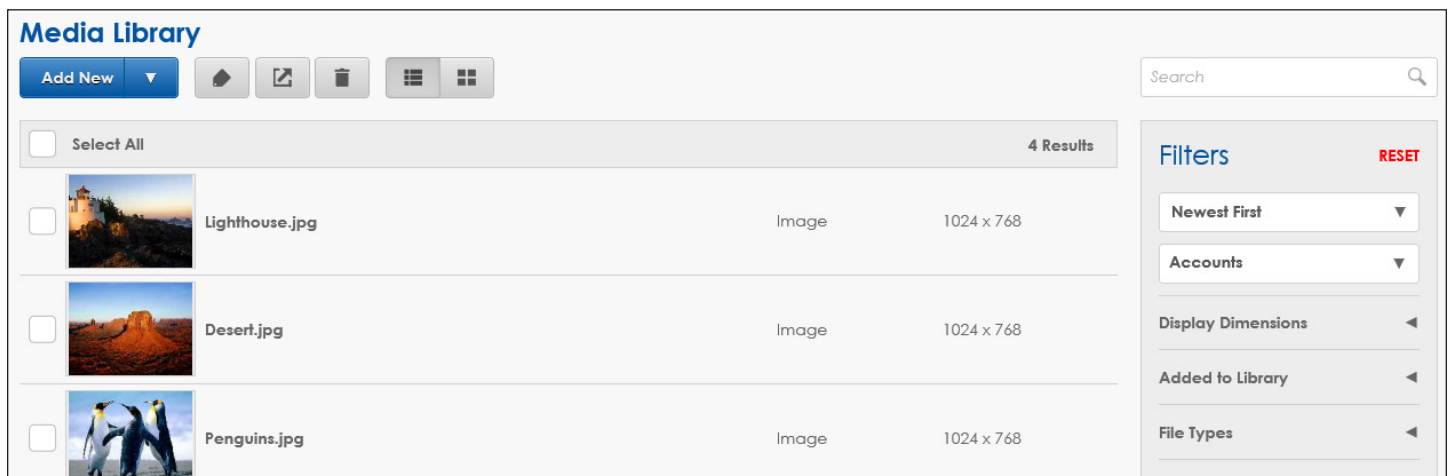 Media Library
Add New
Search
Select All 4 Results
Lighthouse.jpg Image 1024 x 768
Desert.jpg Image 1024 x 768
Penguins.jpg Image 1024 x 768
Filters RESET
Newest First
Accounts
Display Dimensions
Added to Library
File Types